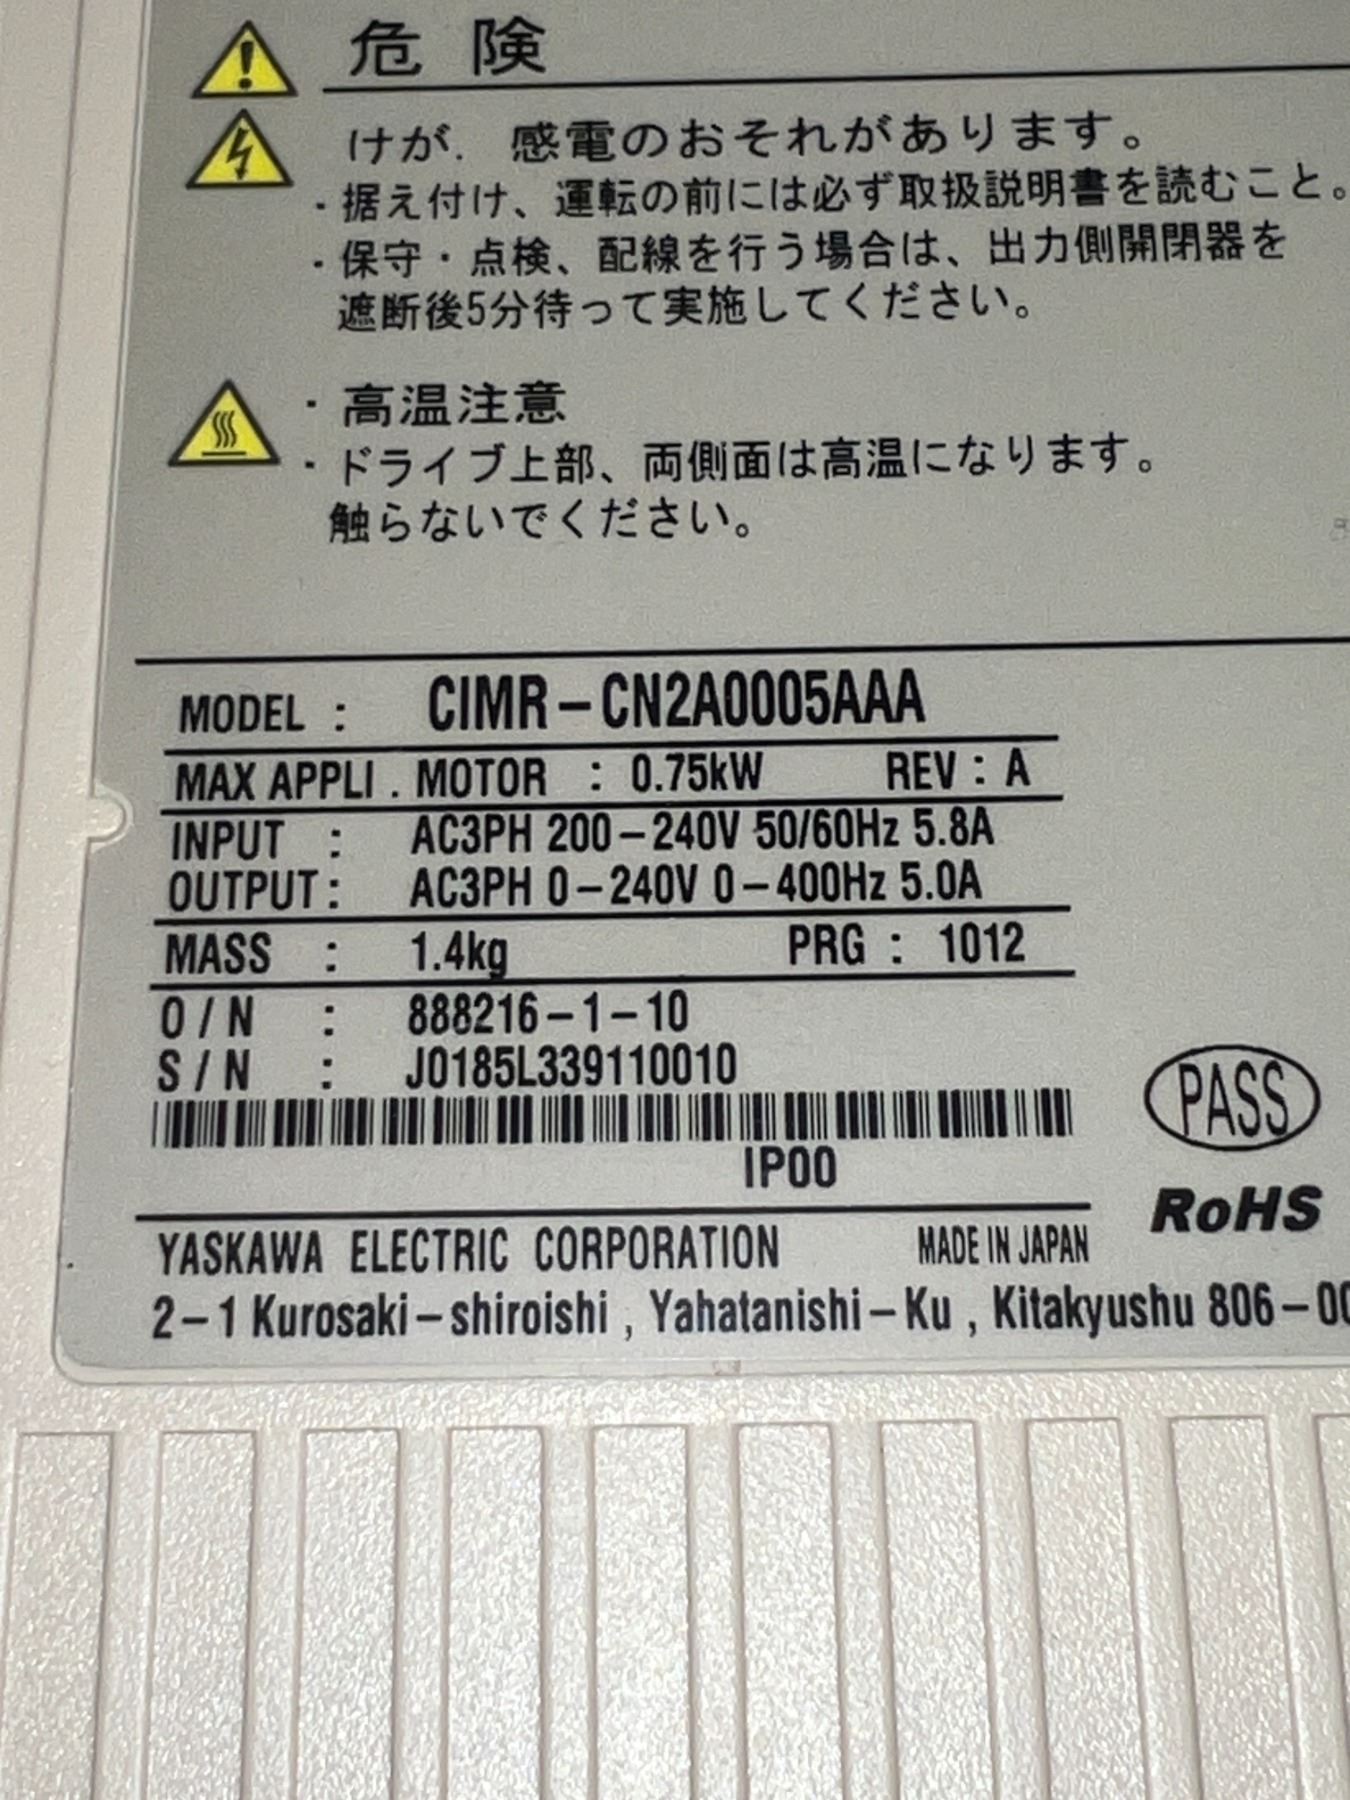 危 険
けが. 感電のおそれがあります。
・据え付け、運転の前には必ず取扱説明書を読むこと。
・保守・点検、配線を行う場合は、出力側開閉器を
遮断後5分待って実施してください。
・高温注意
・ドライブ上部、両側面は高温になります。
触らないでください。
MODEL : CIMR-CN2A0005AAA
MAX APPLI. MOTOR : 0.75kW REV : A
INPUT : AC3PH 200-240V 50/60Hz 5.8A
OUTPUT : AC3PH 0-240V 0-400Hz 5.0A
MASS : 1.4kg PRG : 1012
O/N : 888216-1-10
S/N : J0185L339110010
PASS
IP00
RoHS
YASKAWA ELECTRIC CORPORATION MADE IN JAPAN
2-1 Kurosaki-shiroishi, Yahatanishi-Ku, Kitakyushu 806-00